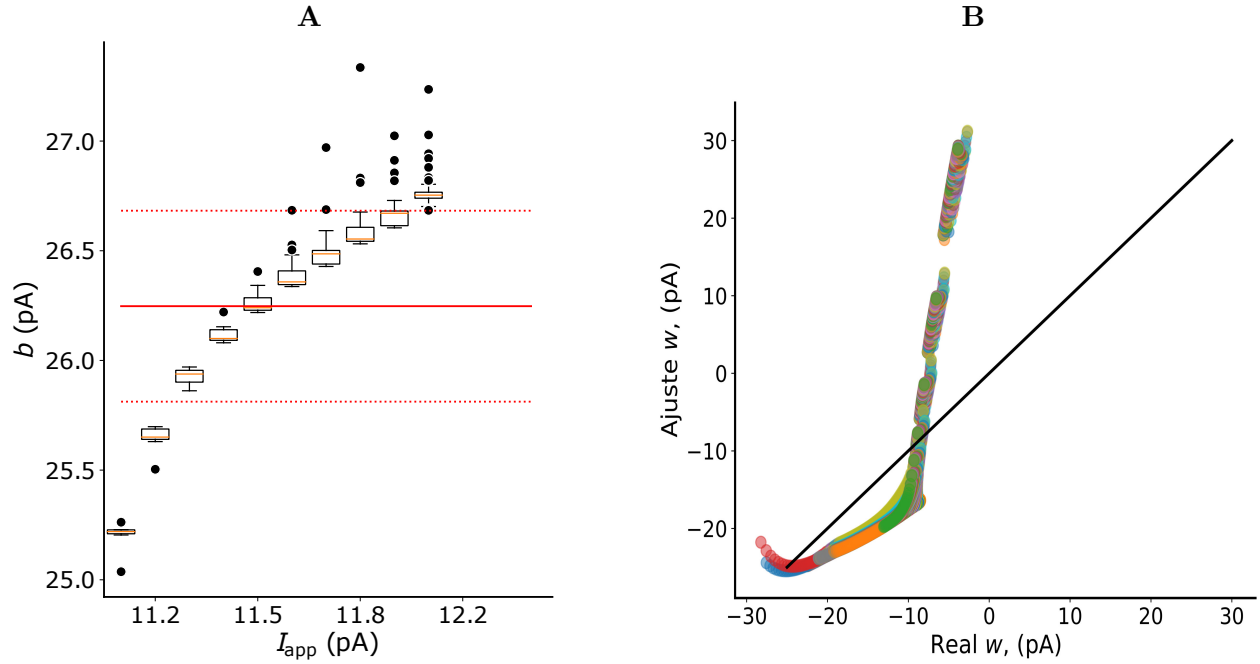 A
B
27.0
26.5
26.0
25.5
25.0
b (pA)
11.2 11.5 11.8 12.2
I_app (pA)
30
20
10
0
−10
−20
Ajuste w, (pA)
−30 −20 −10 0 10 20 30
Real w, (pA)